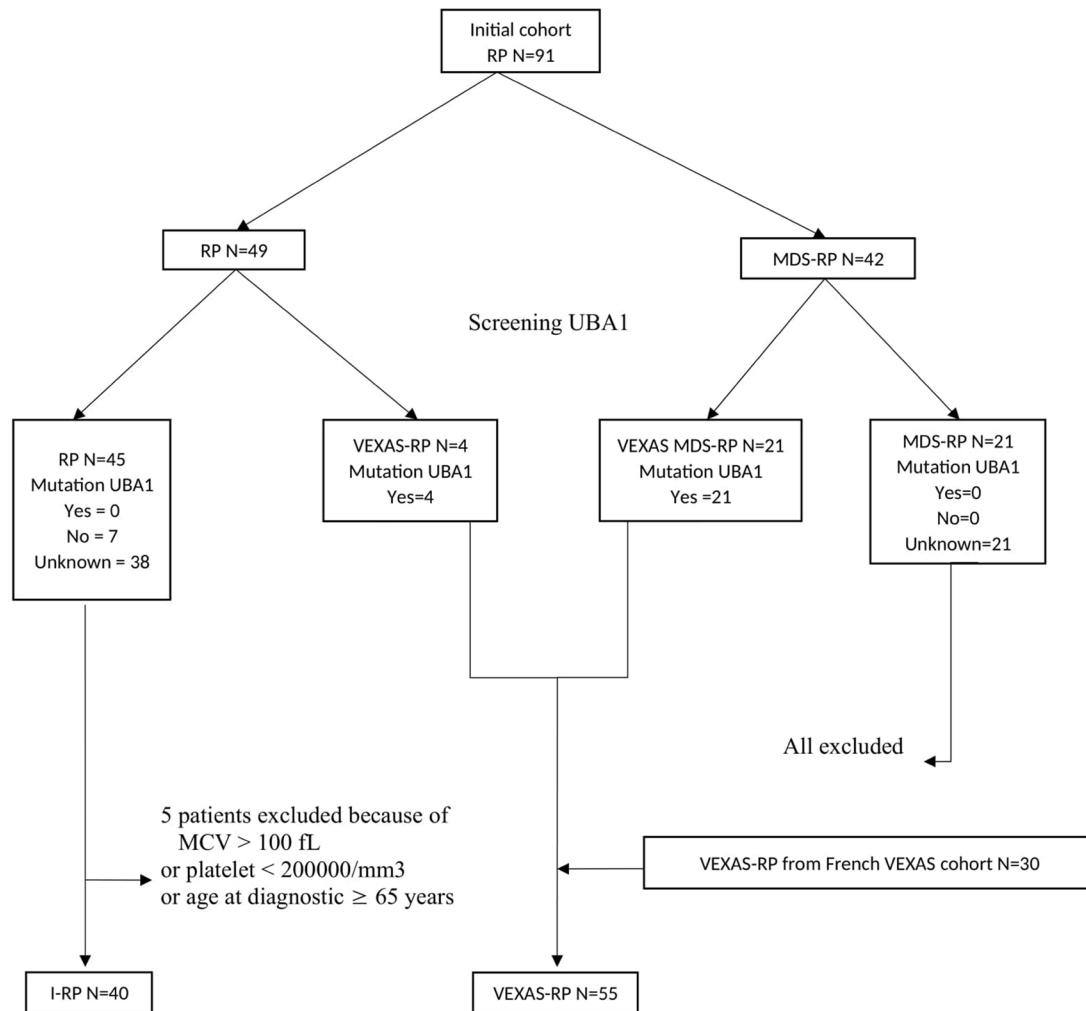 Initial cohort
RP N=91
RP N=49
MDS-RP N=42
Screening UBA1
RP N=45
Mutation UBA1
Yes = 0
No = 7
Unknown = 38
VEXAS-RP N=4
Mutation UBA1
Yes=4
VEXAS MDS-RP N=21
Mutation UBA1
Yes =21
MDS-RP N=21
Mutation UBA1
Yes=0
No=0
Unknown=21
All excluded
5 patients excluded because of
MCV > 100 fL
or platelet < 200000/mm3
or age at diagnostic ≥ 65 years
VEXAS-RP from French VEXAS cohort N=30
I-RP N=40
VEXAS-RP N=55